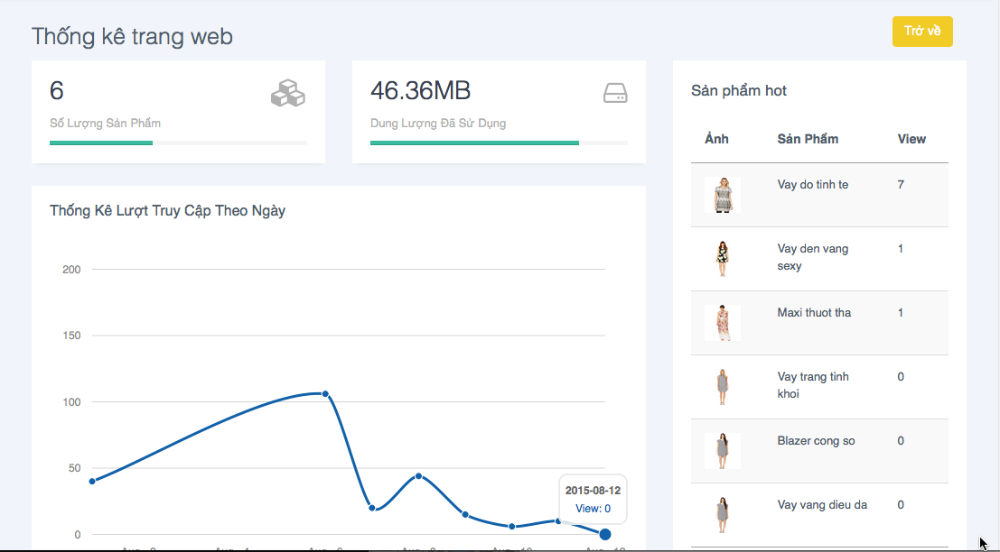 Thống kê trang web
Trở về
6
Số Lượng Sản Phẩm
46.36MB
Dung Lượng Đã Sử Dụng
Thống Kê Lượt Truy Cập Theo Ngày
200
150
100
50
0
2015-08-12
View: 0
Sản phẩm hot
Ảnh Sản Phẩm View
Vay do tinh te 7
Vay den vang 1
sexy
Maxi thuot tha 1
Vay trang tinh 0
khoi
Blazer cong so 0
Vay vang dieu da 0